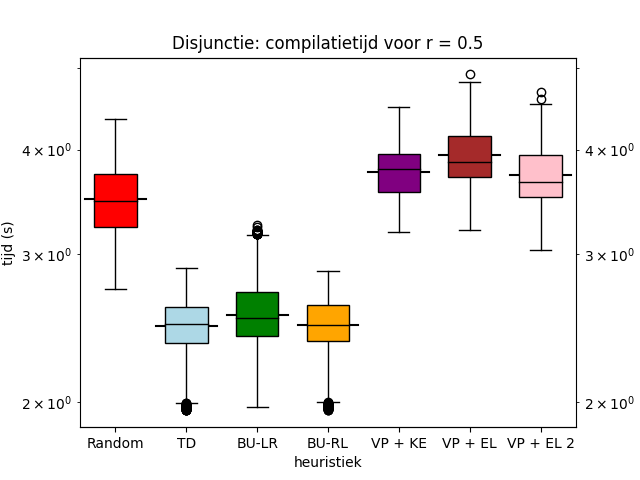 Disjunctie: compilatietijd voor r = 0.5
tijd (s)
4 × 10⁰
3 × 10⁰
2 × 10⁰
4 × 10⁰
3 × 10⁰
2 × 10⁰
Random TD BU-LR BU-RL VP + KE VP + EL VP + EL 2
heuristiek